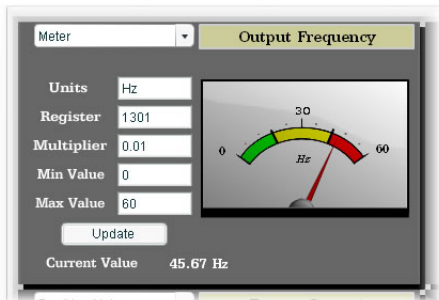 Meter
Output Frequency
Units Hz
Register 1301
Multiplier 0.01
Min Value 0
Max Value 60
Update
Current Value 45.67 Hz
0 30 60
Hz